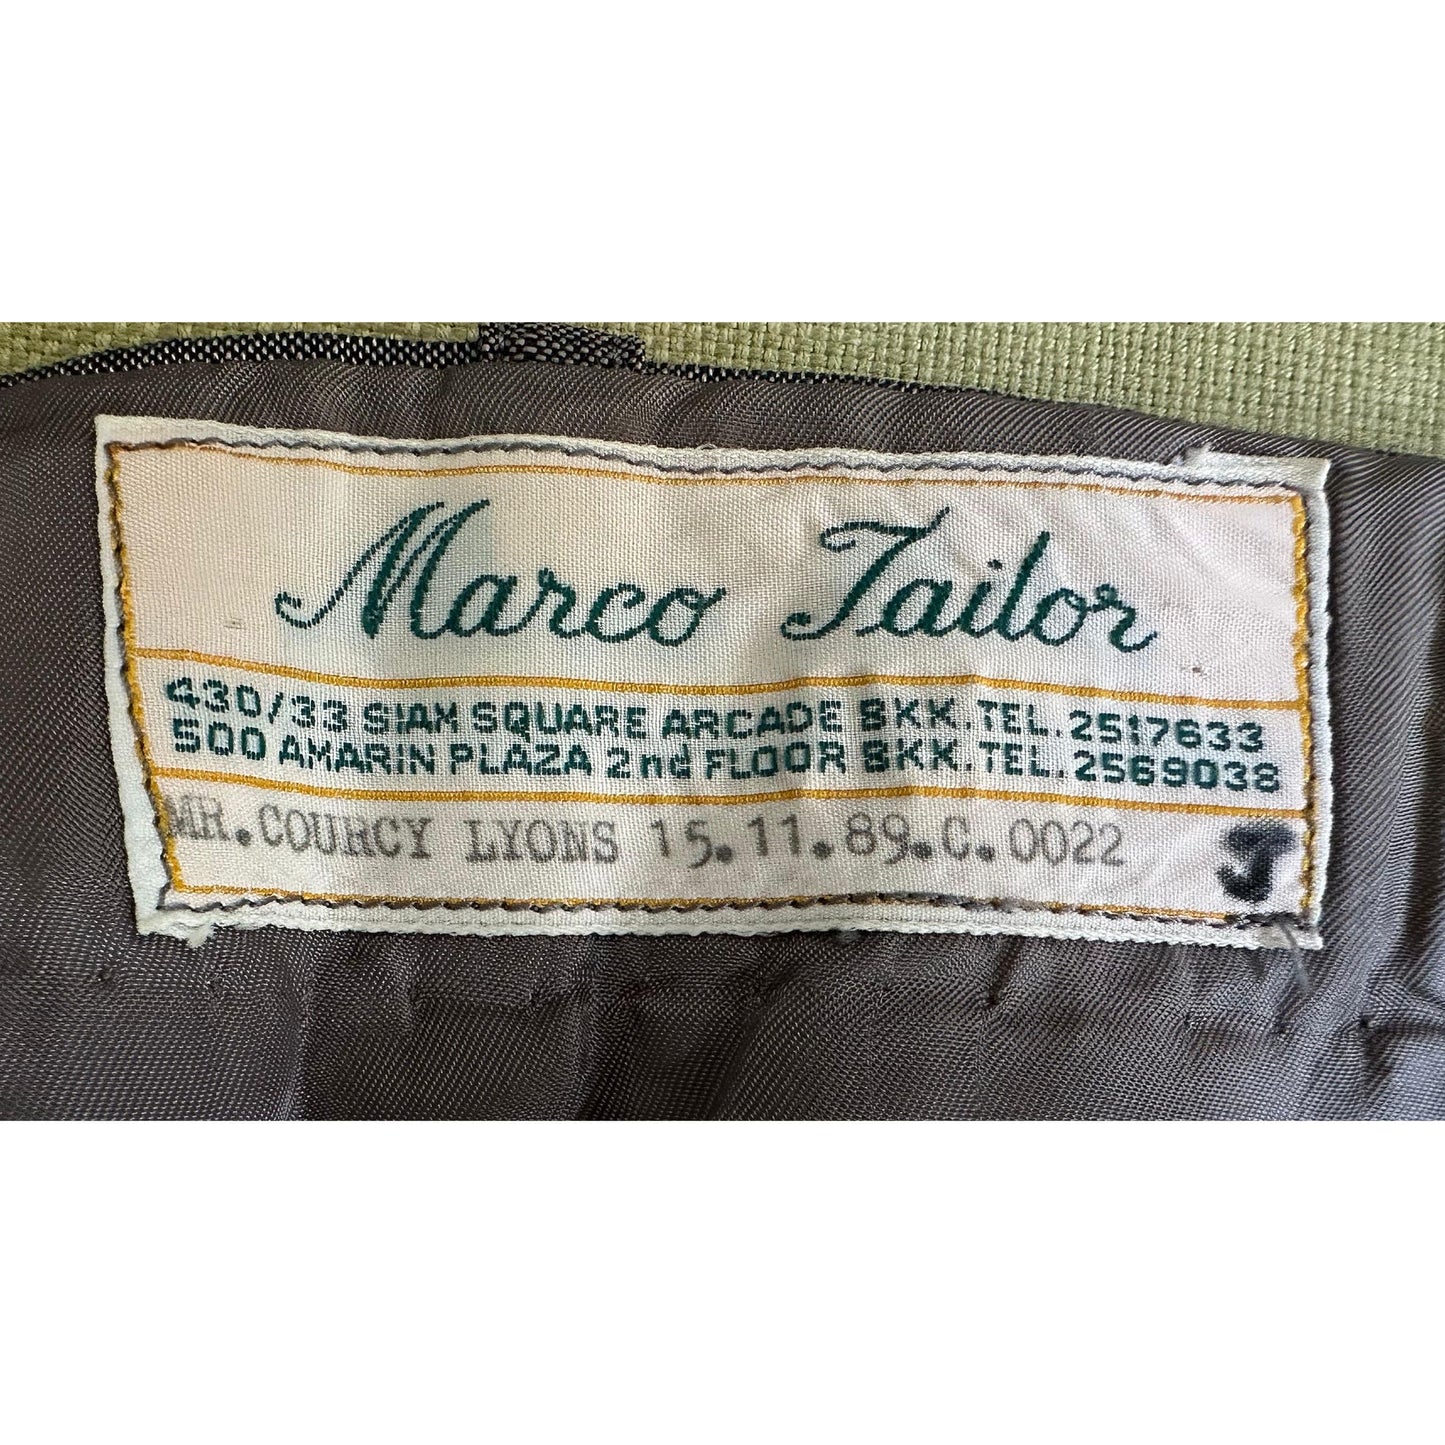 Marco Tailor
430/33 SIAM SQUARE ARCADE BKK. TEL. 2517633
500 AMARIN PLAZA 2nd FLOOR BKK. TEL. 2569038
MR. COURCY LYONS 15.11.89.C.0022
J